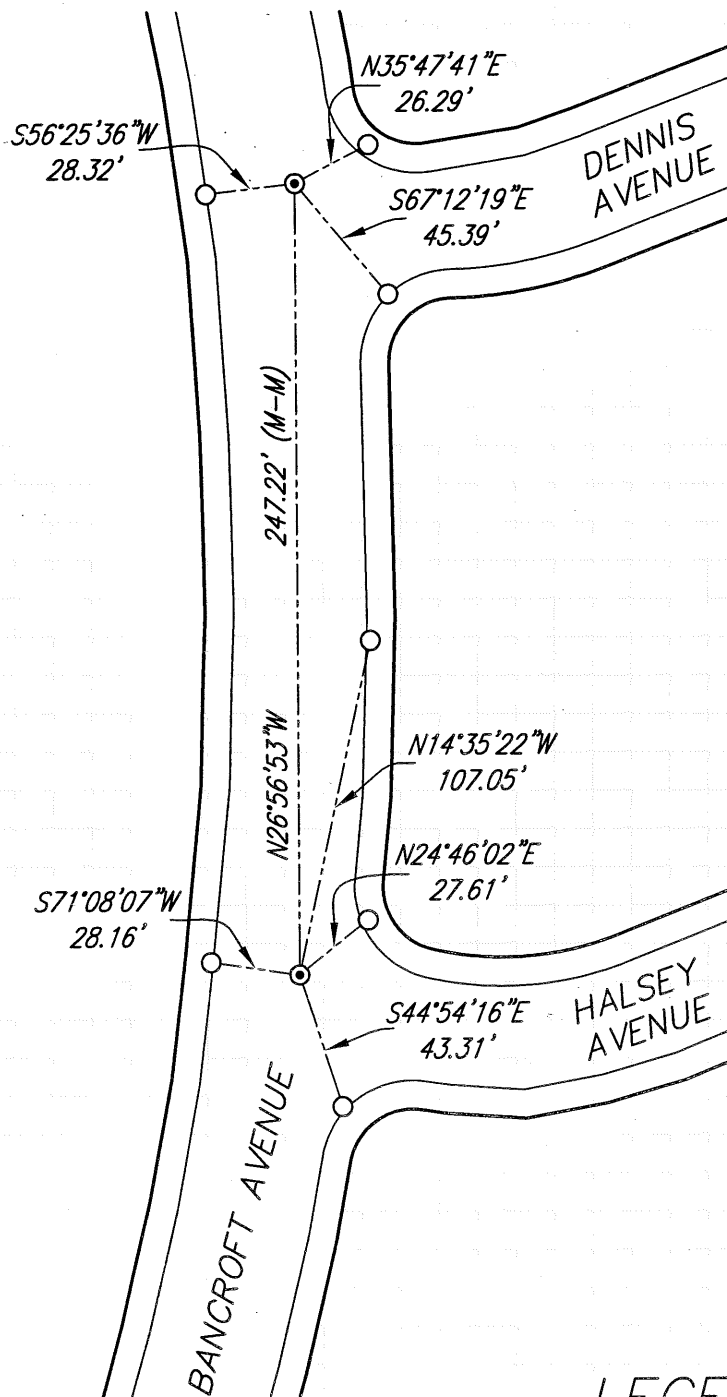 N35°47'41"E
26.29'
S56°25'36"W
28.32'
DENNIS
AVENUE
S67°12'19"E
45.39'
247.22' (M-M)
N26°56'53"W
N14°35'22"W
107.05'
N24°46'02"E
27.61'
S71°08'07"W
28.16'
HALSEY
AVENUE
S44°54'16"E
43.31'
BANCROFT AVENUE